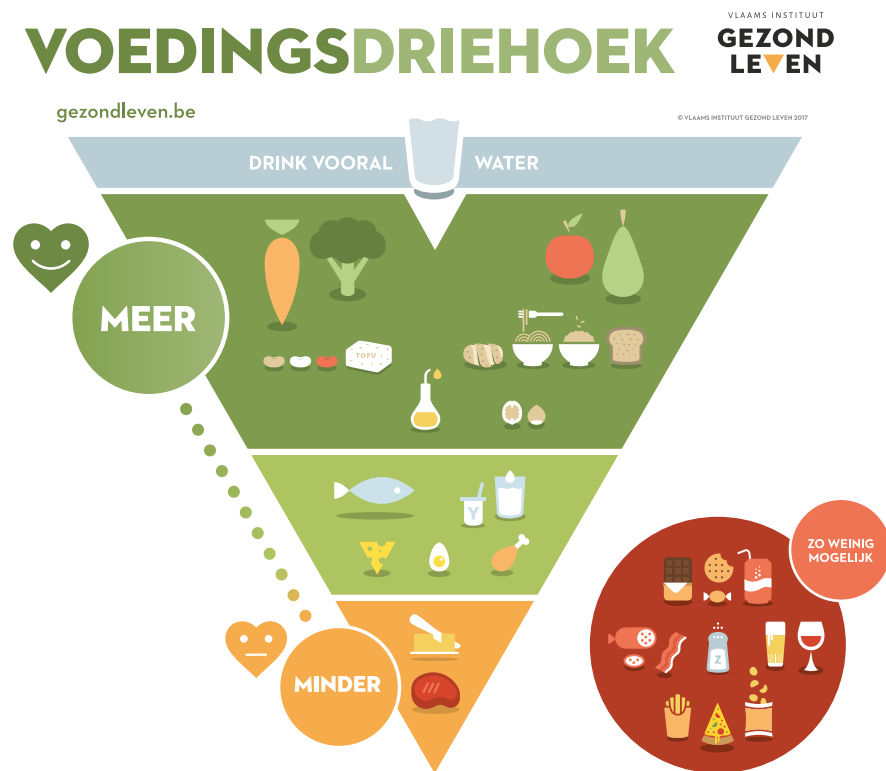 VOEDINGSDRIEHOEK
VLAAMS INSTITUUT
GEZOND
LEVEN
gezondleven.be
© VLAAMS INSTITUUT GEZOND LEVEN 2017
DRINK VOORAL WATER
MEER
TOFU
Y
ZO WEINIG
MOGELIJK
Z
MINDER